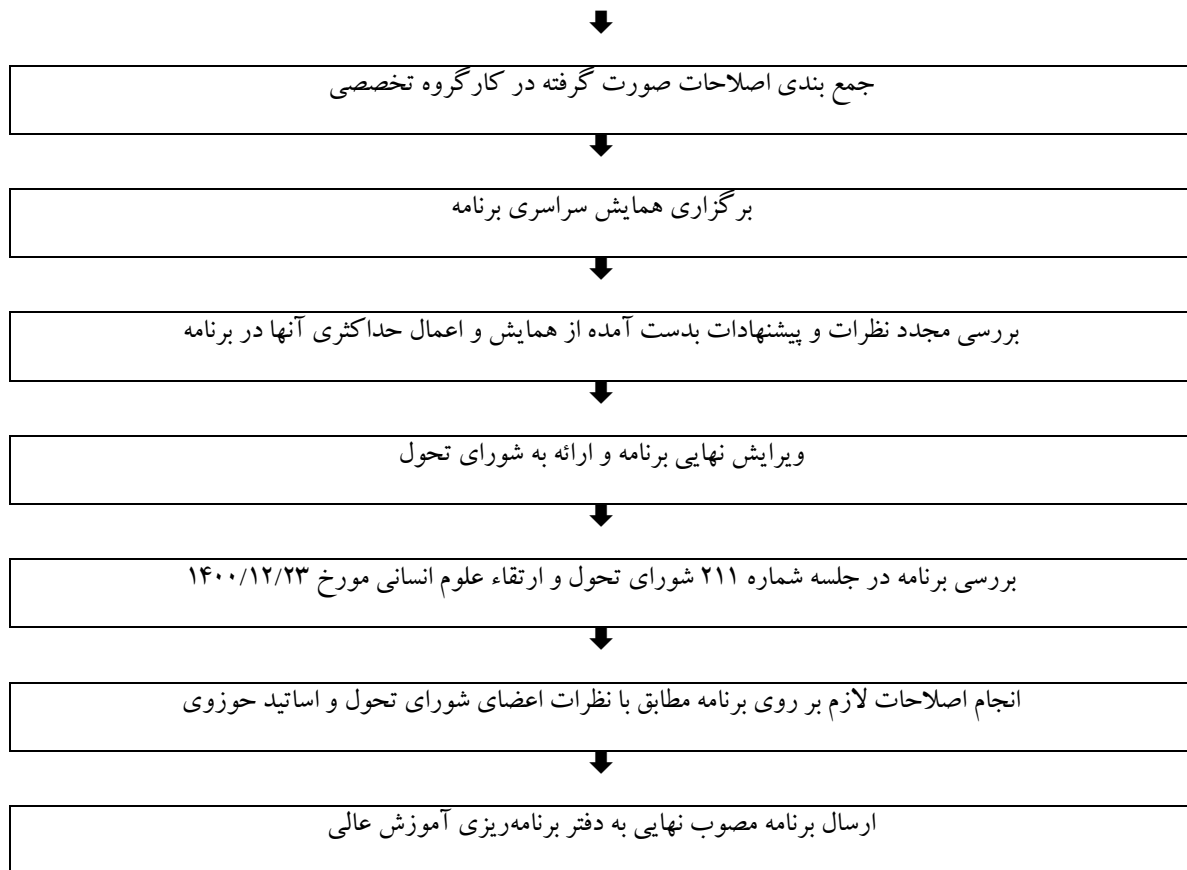 جمع بندی اصلاحات صورت گرفته در کارگروه تخصصی
برگزاری همایش سراسری برنامه
بررسی مجدد نظرات و پیشنهادات بدست آمده از همایش و اعمال حداکثری آنها در برنامه
ویرایش نهایی برنامه و ارائه به شورای تحول
بررسی برنامه در جلسه شماره ۲۱۱ شورای تحول و ارتقاء علوم انسانی مورخ ۱۴۰۰/۱۲/۲۳
انجام اصلاحات لازم بر روی برنامه مطابق با نظرات اعضای شورای تحول و اساتید حوزوی
ارسال برنامه مصوب نهایی به دفتر برنامه‌ریزی آموزش عالی